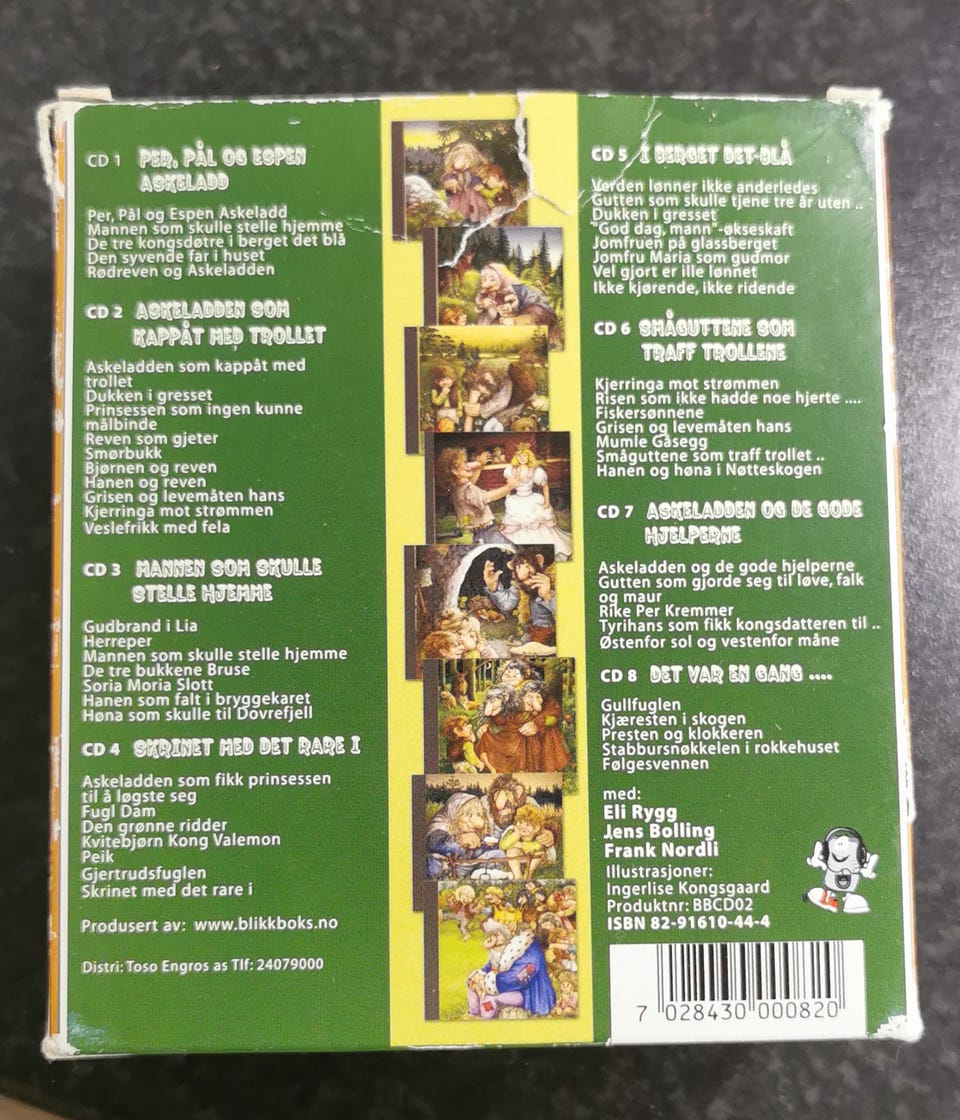 CD 1 PER, PÅL OG ESPEN
ASKELADD
Per, Pål og Espen Askeladd
Mannen som skulle stelle hjemme
De tre kongsdøtre i berget det blå
Den syvende far i huset
Rødreven og Askeladden
CD 2 ASKELADDEN SOM
KAPPÅT MED TROLLET
Askeladden som kappåt med
trollet
Dukken i gresset
Prinsessen som ingen kunne
målbinde
Reven som gjeter
Smørbukk
Bjørnen og reven
Hanen og reven
Grisen og levemåten hans
Kjerringa mot strømmen
Veslefrikk med fela
CD 3 MANNEN SOM SKULLE
STELLE HJEMME
Gudbrand i Lia
Herreper
Mannen som skulle stelle hjemme
De tre bukkene Bruse
Soria Moria Slott
Hanen som falt i bryggekaret
Høna som skulle til Dovrefjell
CD 4 SKRINET MED DET RARE I
Askeladden som fikk prinsessen
til å løgste seg
Fugl Dam
Den grønne ridder
Kvitebjørn Kong Valemon
Peik
Gjertrudsfuglen
Skrinet med det rare i
Produsert av: www.blikkboks.no
Distri: Toso Engros as Tlf: 24079000
CD 5 I BERGET DET BLÅ
Verden lønner ikke anderledes
Gutten som skulle tjene tre år uten ..
Dukken i gresset
"God dag, mann"-økseskaft
Jomfruen på glassberget
Jomfru Maria som gudmor
Vel gjort er ille lønnet
Ikke kjørende, ikke ridende
CD 6 SMÅGUTTENE SOM
TRAFF TROLLENE
Kjerringa mot strømmen
Risen som ikke hadde noe hjerte ....
Fiskersønnene
Grisen og levemåten hans
Mumle Gåsegg
Småguttene som traff trollet ..
Hanen og høna i Nøtteskogen
CD 7 ASKELADDEN OG DE GODE
HJELPERNE
Askeladden og de gode hjelperne
Gutten som gjorde seg til løve, falk
og maur
Rike Per Kremmer
Tyrihans som fikk kongsdatteren til ..
Østenfor sol og vestenfor måne
CD 8 DET VAR EN GANG ....
Gullfuglen
Kjæresten i skogen
Presten og klokkeren
Stabbursnøkkelen i rokkehuset
Følgesvennen
med:
Eli Rygg
Jens Bolling
Frank Nordli
Illustrasjoner:
Ingerlise Kongsgaard
Produktnr: BBCD02
ISBN 82-91610-44-4
7 028430 000820